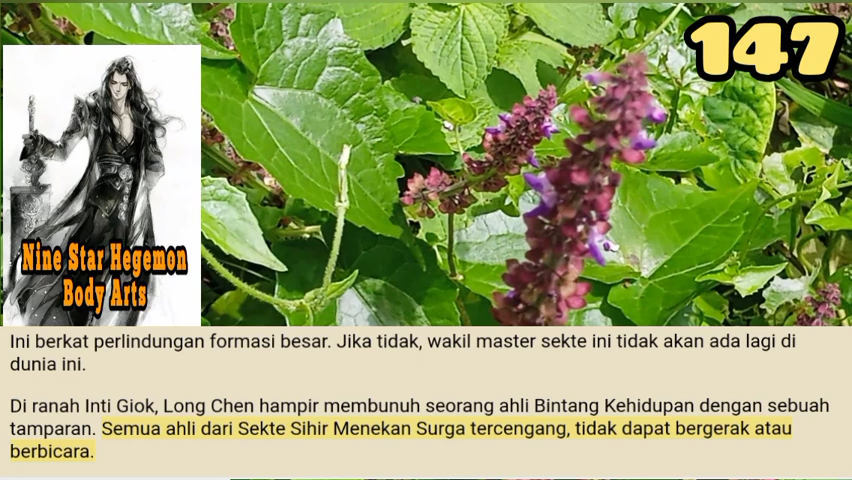 147
Nine Star Hegemon
Body Arts
Ini berkat perlindungan formasi besar. Jika tidak, wakil master sekte ini tidak akan ada lagi di
dunia ini.
Di ranah Inti Giok, Long Chen hampir membunuh seorang ahli Bintang Kehidupan dengan sebuah
tamparan. Semua ahli dari Sekte Sihir Menekan Surga tercengang, tidak dapat bergerak atau
berbicara.